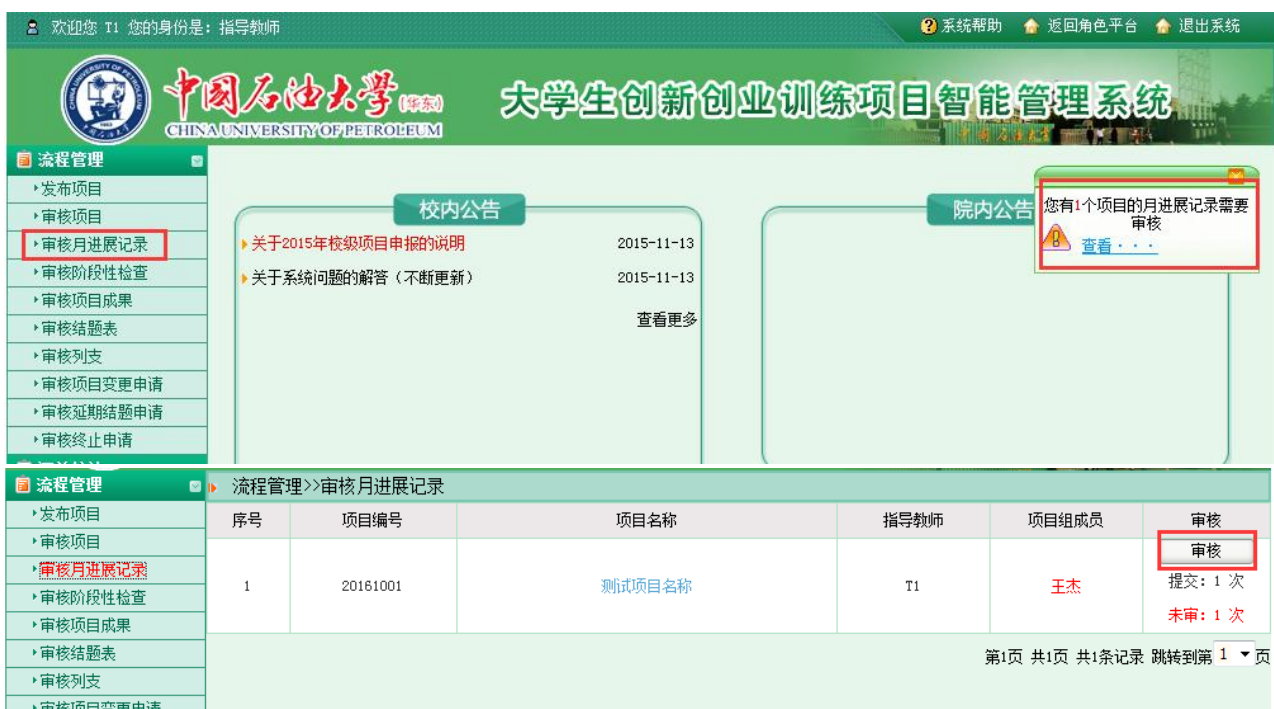 欢迎您 T1 您的身份是：指导教师
系统帮助 返回角色平台 退出系统
中国石油大学(华东)
CHINA UNIVERSITY OF PETROLEUM
大学生创新创业训练项目智能管理系统
流程管理
发布项目
审核项目
审核月进展记录
审核阶段性检查
审核项目成果
审核结题表
审核列支
审核项目变更申请
审核延期结题申请
审核终止申请
校内公告
关于2015年校级项目申报的说明 2015-11-13
关于系统问题的解答（不断更新） 2015-11-13
查看更多
院内公告
您有1个项目的月进展记录需要
审核
查看···
流程管理
发布项目
审核项目
审核月进展记录
审核阶段性检查
审核项目成果
审核结题表
审核列支
审核项目变更申请
流程管理>>审核月进展记录
序号 项目编号 项目名称 指导教师 项目组成员 审核
1 20161001 测试项目名称 T1 王杰 审核
提交: 1 次
未审: 1 次
第1页 共1页 共1条记录 跳转到第 1 页